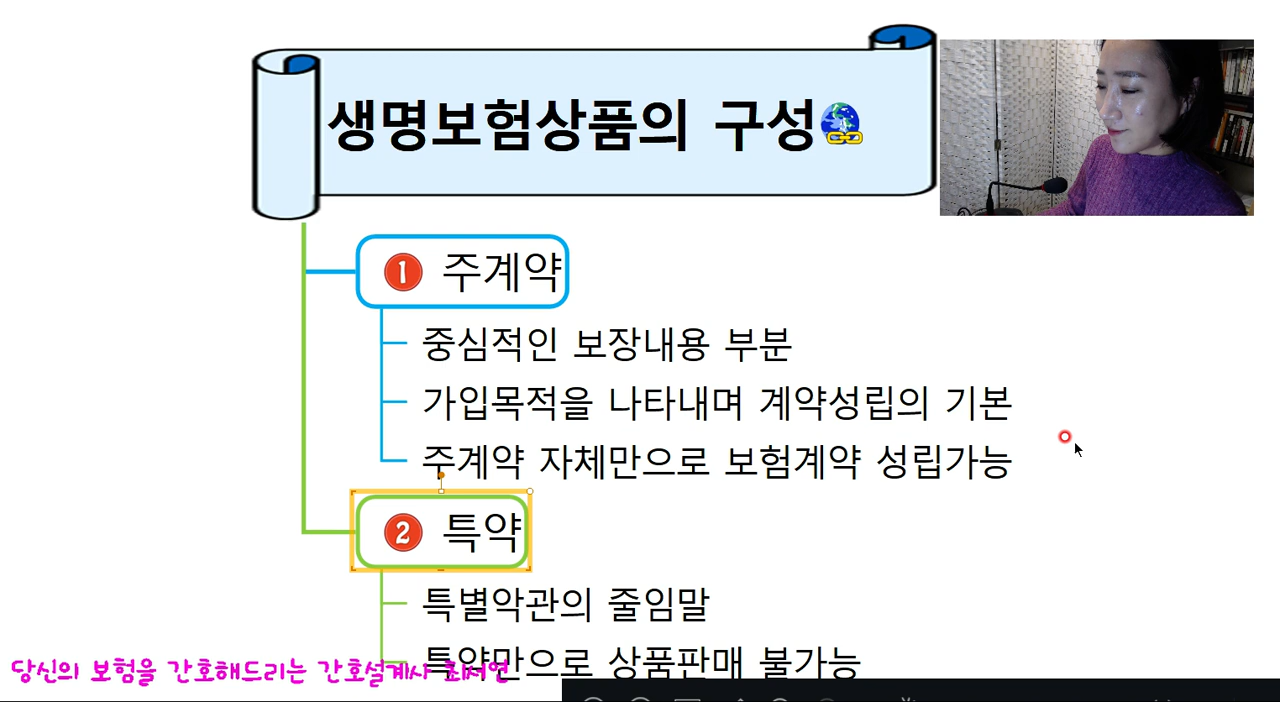 생명보험상품의 구성
1 주계약
중심적인 보장내용 부분
가입목적을 나타내며 계약성립의 기본
주계약 자체만으로 보험계약 성립가능
2 특약
특별약관의 줄임말
특약만으로 상품판매 불가능
당신의 보험을 간호해드리는 간호설계사 최서연